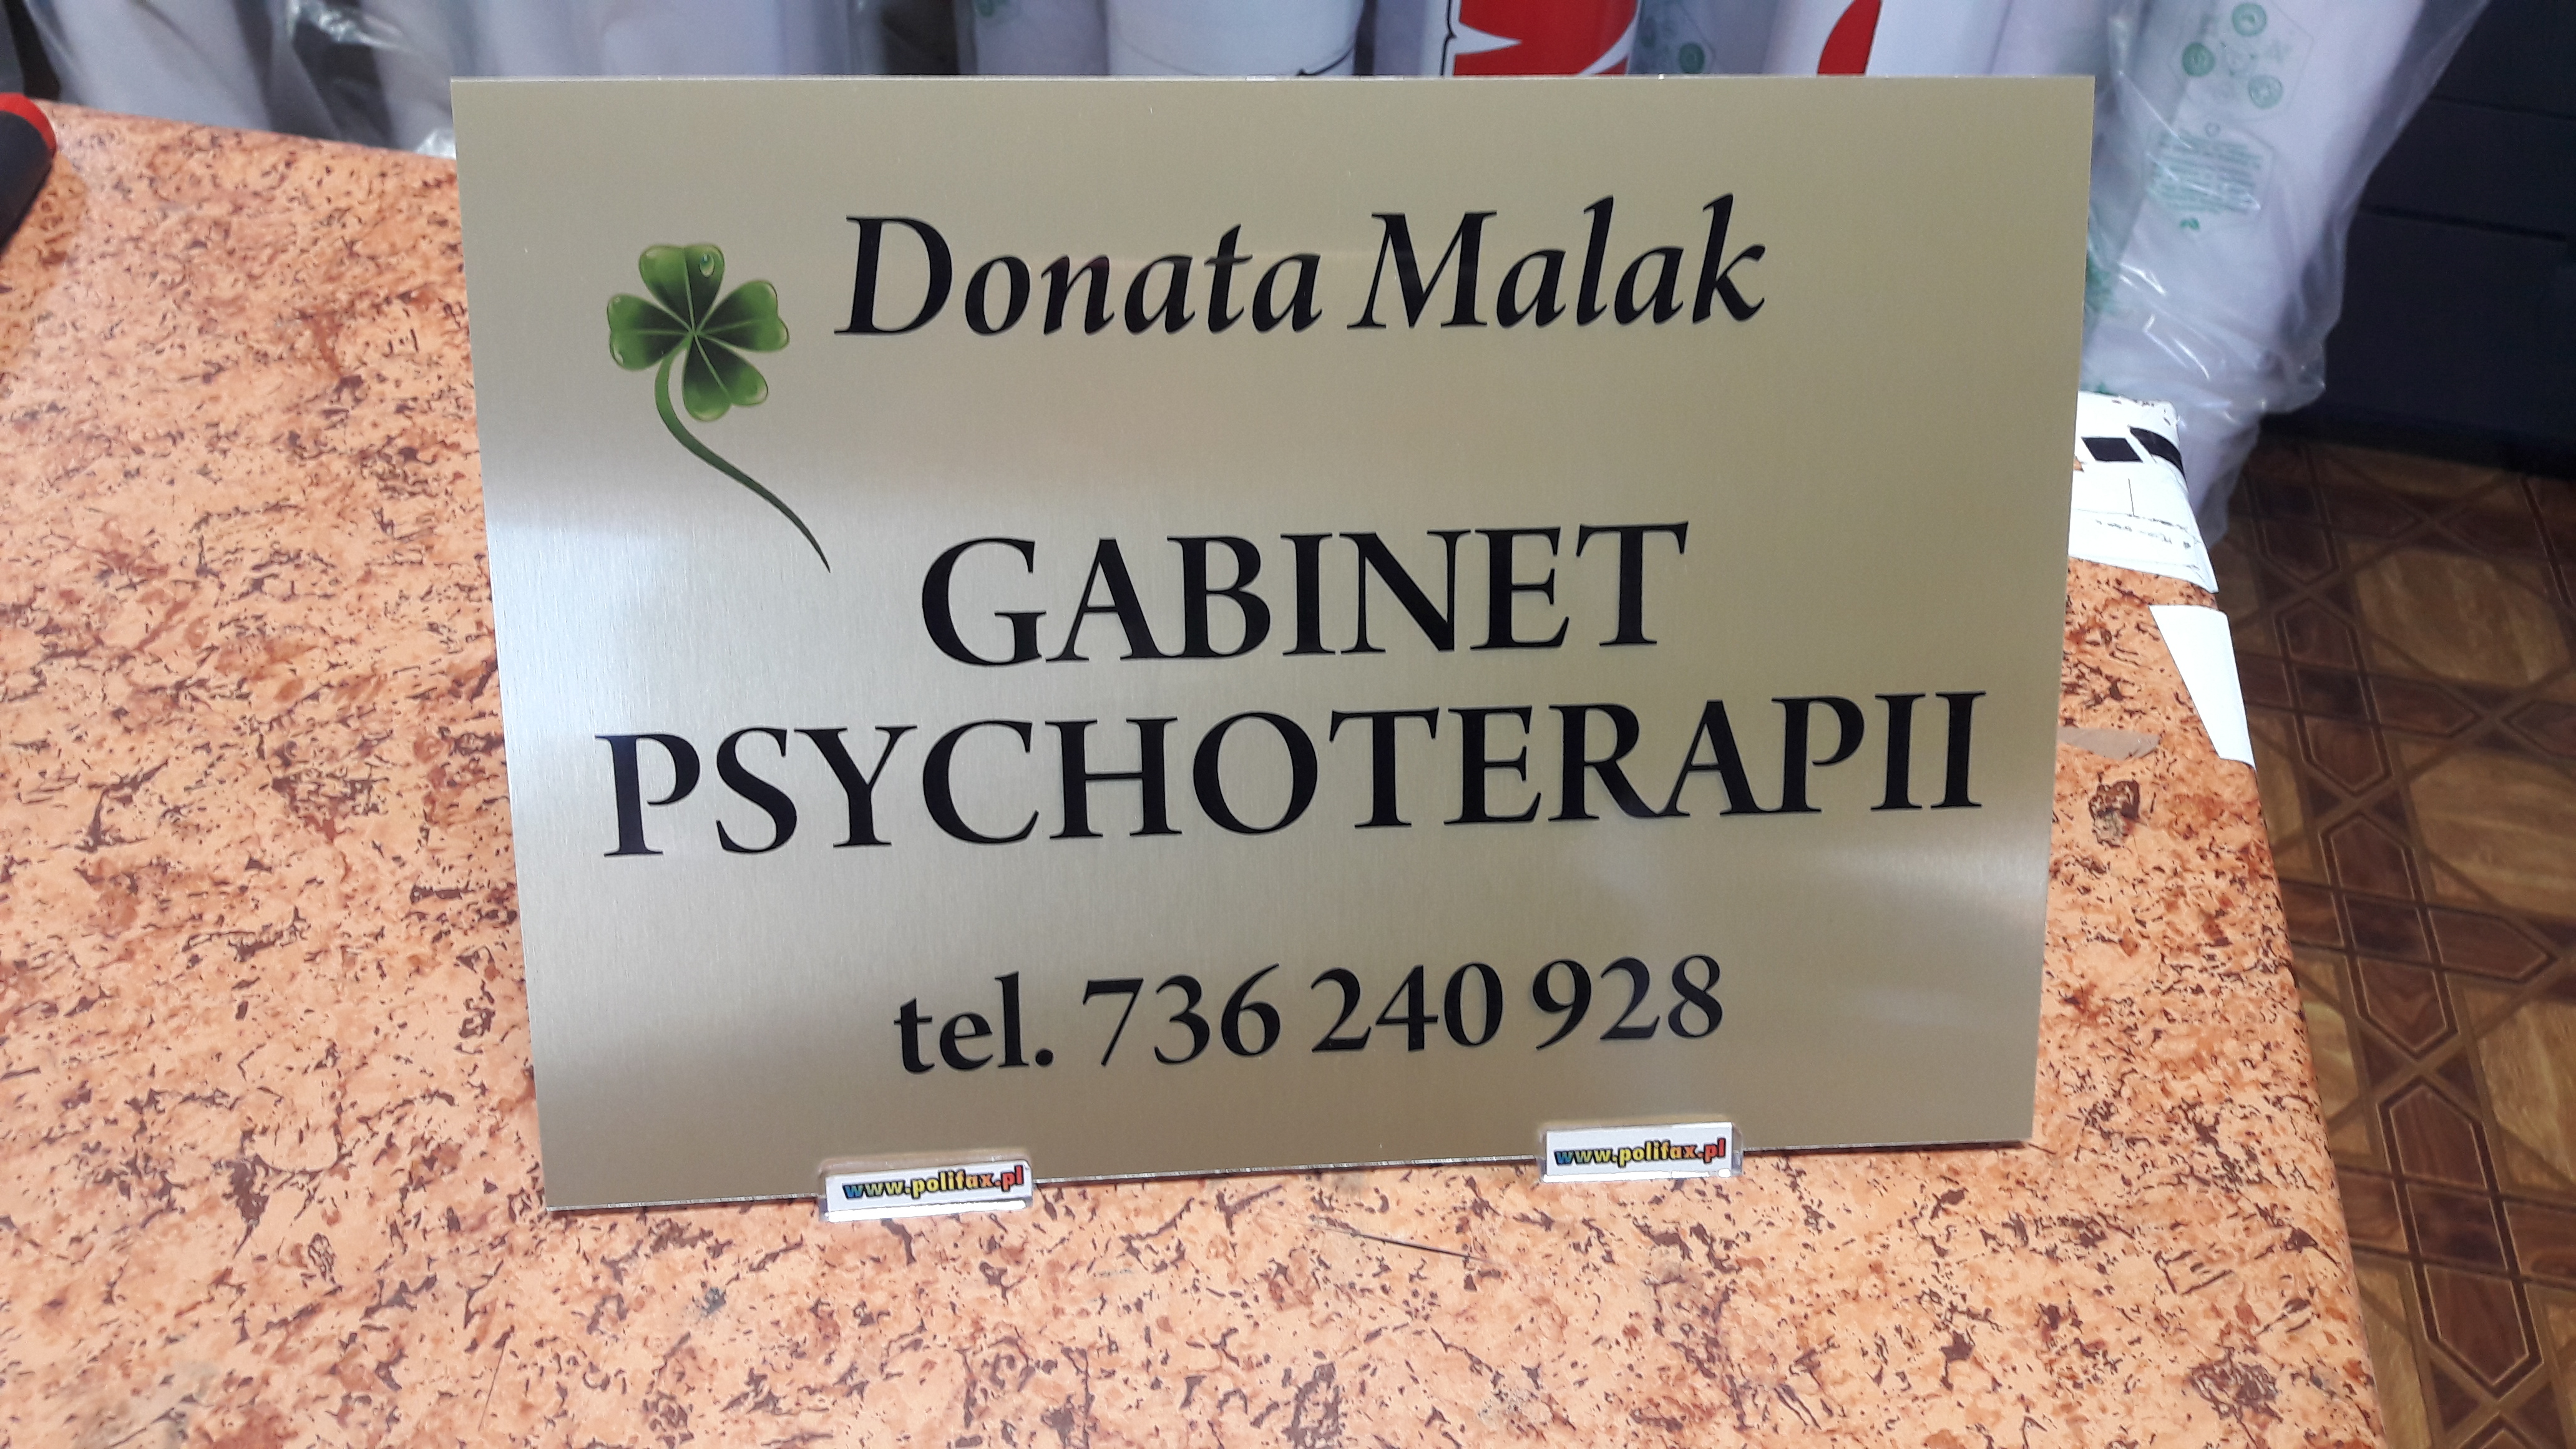 Donata Malak
GABINET
PSYCHOTERAPII
tel. 736 240 928
www.polifax.pl
www.polifax.pl